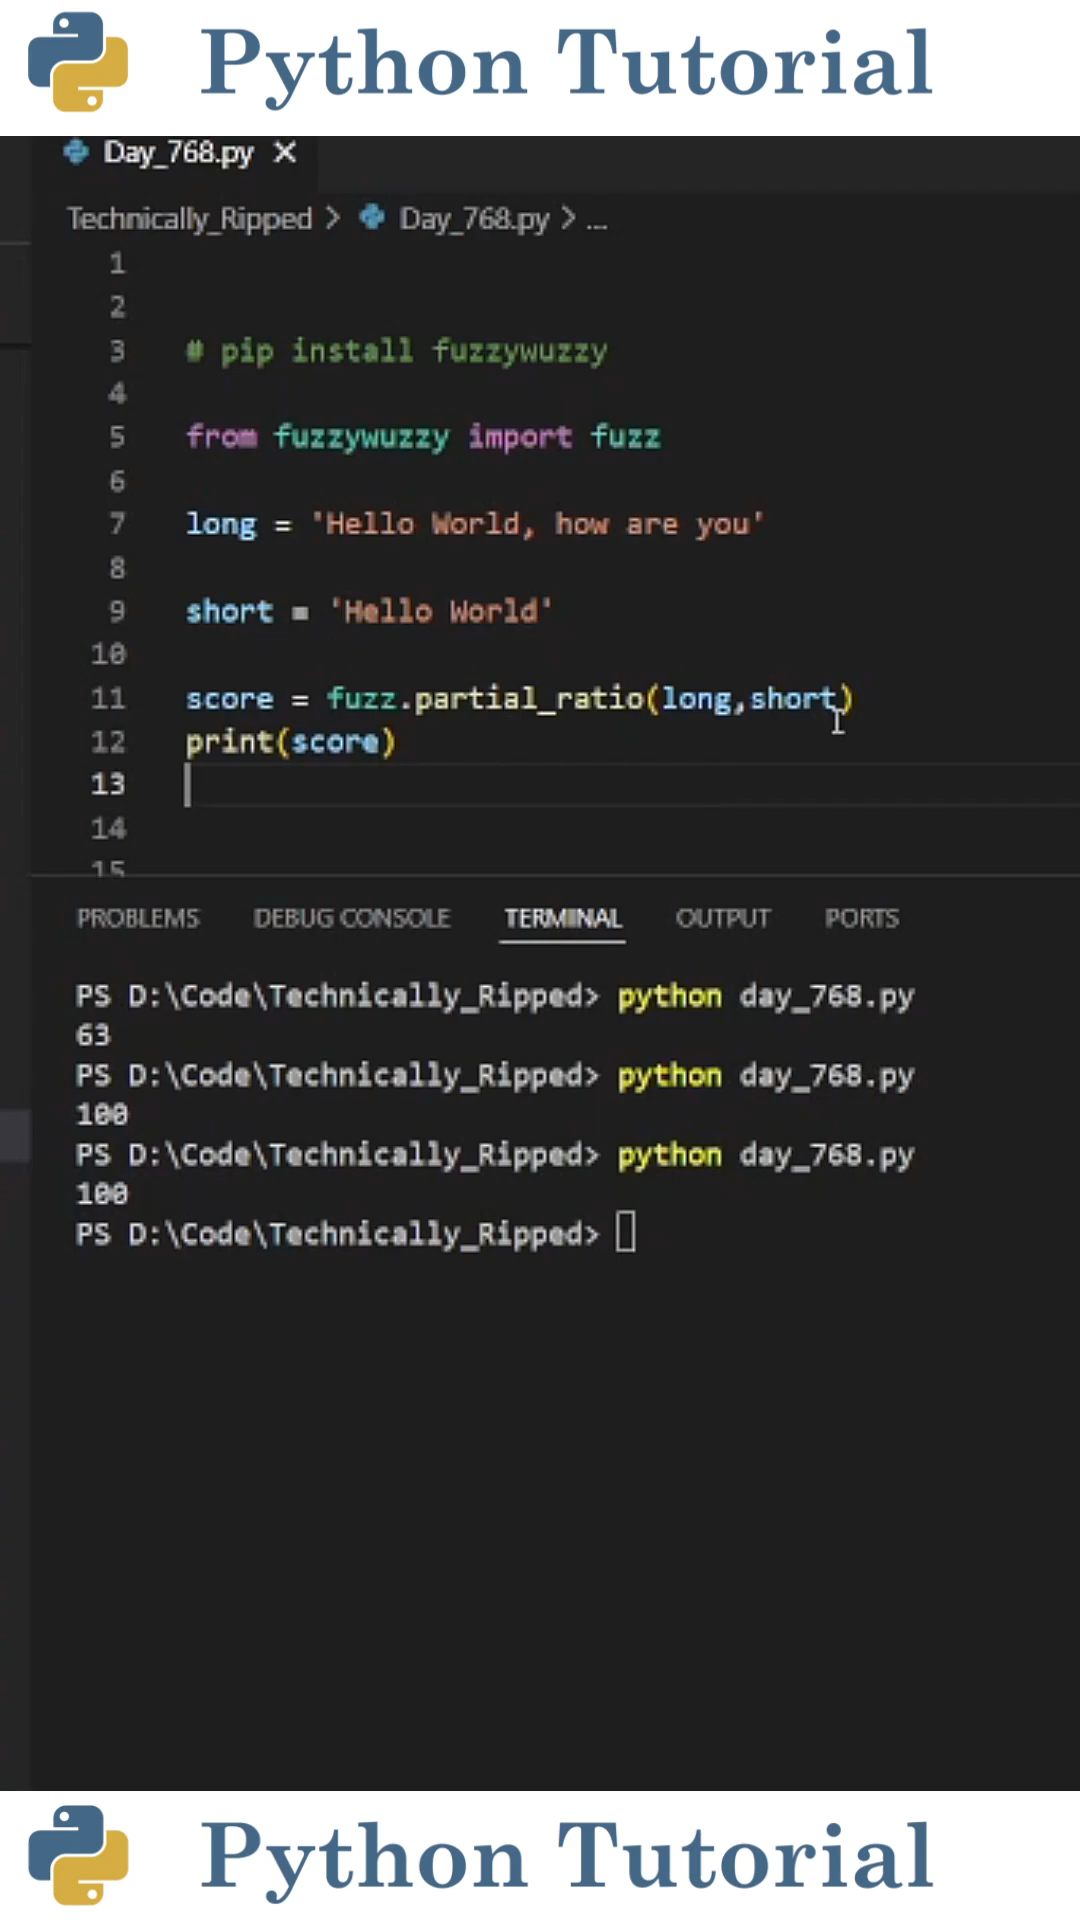 Python Tutorial
Day_768.py ×
Technically_Ripped > Day_768.py > ...
1
2
3 # pip install fuzzywuzzy
4
5 from fuzzywuzzy import fuzz
6
7 long = 'Hello World, how are you'
8
9 short = 'Hello World'
10
11 score = fuzz.partial_ratio(long,short)
12 print(score)
13
14
15
PROBLEMS DEBUG CONSOLE TERMINAL OUTPUT PORTS
PS D:\Code\Technically_Ripped> python day_768.py
63
PS D:\Code\Technically_Ripped> python day_768.py
100
PS D:\Code\Technically_Ripped> python day_768.py
100
PS D:\Code\Technically_Ripped>
Python Tutorial